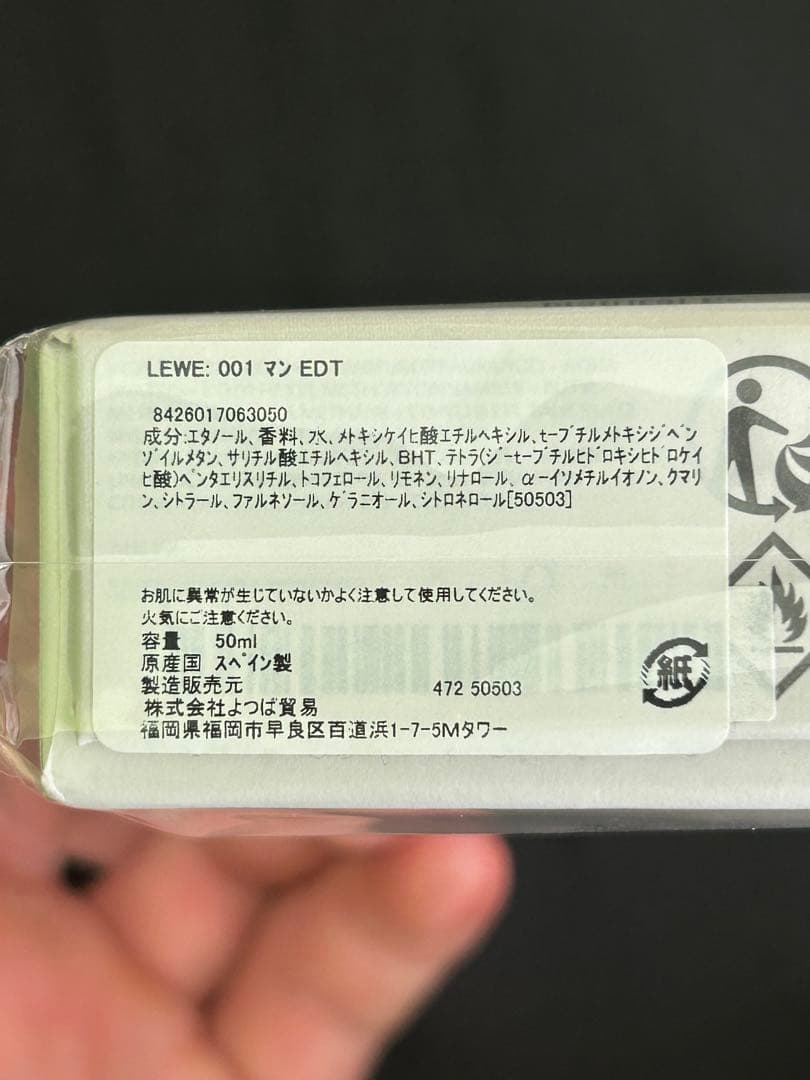 LEWE: 001 マン EDT
8426017063050
成分:エタノール、香料、水、メトキシケイヒ酸エチルヘキシル、t-ブチルメトキシジベン
ゾイルメタン、サリチル酸エチルヘキシル、BHT、テトラ(ジ-t-ブチルヒドロキシヒドロケイ
ヒ酸)ペンタエリスリチル、トコフェロール、リモネン、リナロール、α-イソメチルイオノン、クマリ
ン、シトラール、ファルネソール、ゲラニオール、シトロネロール[50503]
お肌に異常が生じていないかよく注意して使用してください。
火気にご注意ください。
容量 50ml
原産国 スペイン製
製造販売元
472 50503
株式会社よつば貿易
福岡県福岡市早良区百道浜1-7-5Mタワー
紙